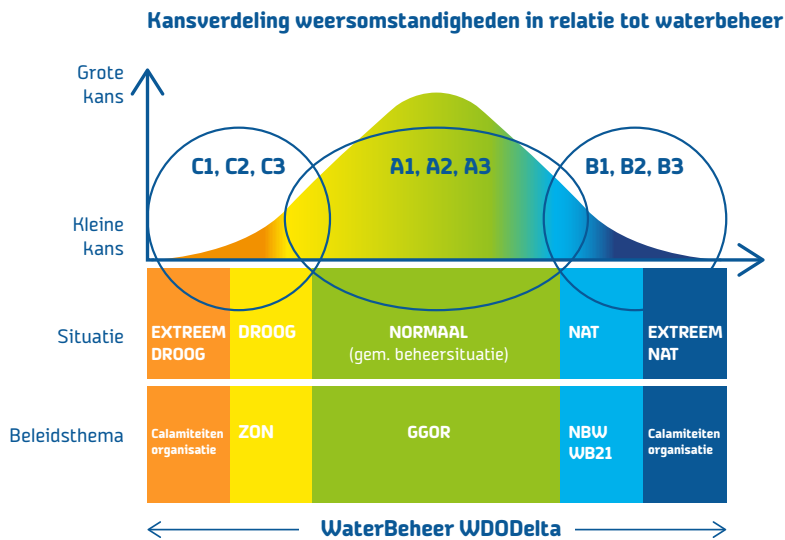 Kansverdeling weersomstandigheden in relatie tot waterbeheer
Grote
kans
C1, C2, C3
A1, A2, A3
B1, B2, B3
Kleine
kans
Situatie
EXTREEM
DROOG
DROOG
NORMAAL
(gem. beheersituatie)
NAT
EXTREEM
NAT
Beleidsthema
Calamiteiten
organisatie
ZON
GGOR
NBW
WB21
Calamiteiten
organisatie
WaterBeheer WDODelta